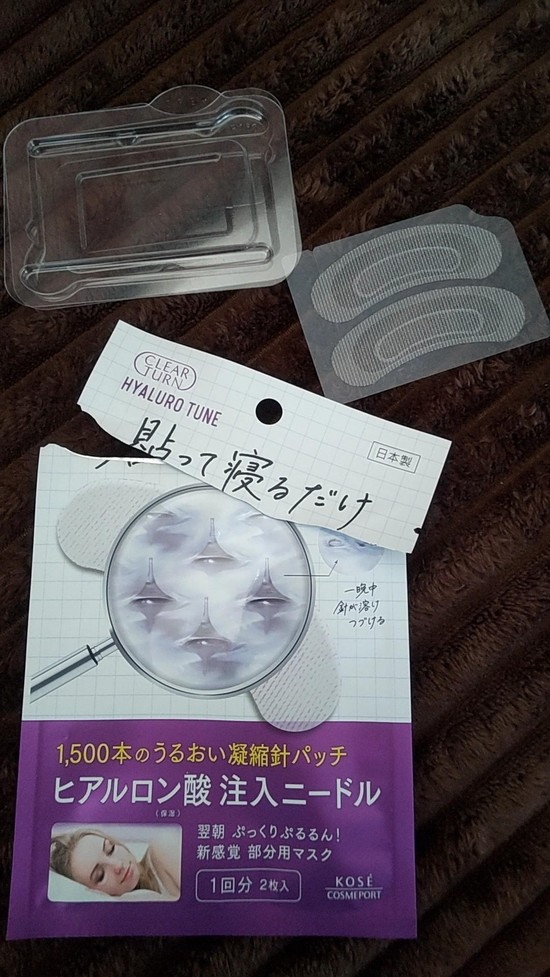 CLEAR
TURN
HYALURO TUNE
日本製
貼って寝るだけ
一晩中
針が溶け
つづける
1,500本のうるおい凝縮針パッチ
ヒアルロン酸 注入ニードル
(保湿)
翌朝 ぷっくりぷるるん!
新感覚 部分用マスク
1回分 2枚入
KOSÉ
COSMEPORT